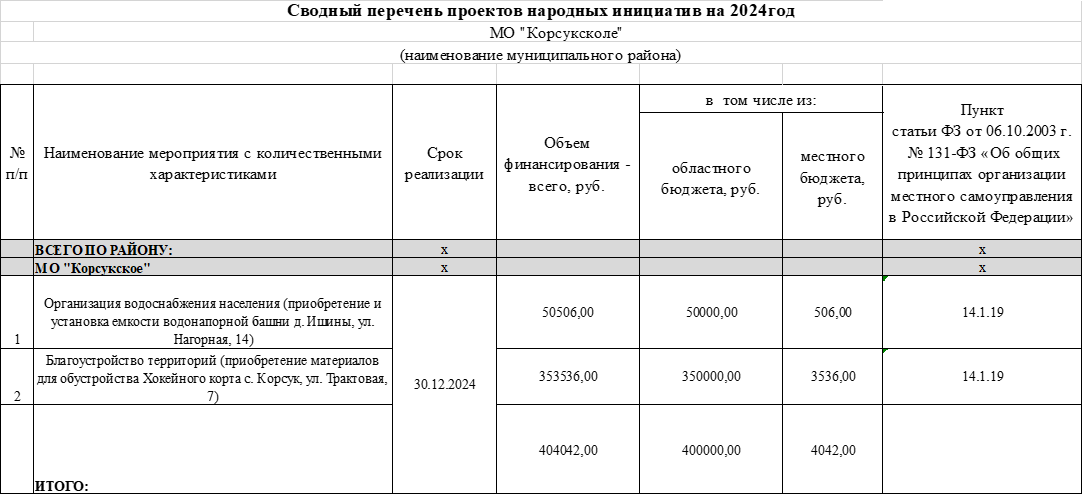 Сводный перечень проектов народных инициатив на 2024год
МО "Корсуксколе"
(наименование муниципального района)
№
п/п
Наименование мероприятия с количественными
характеристиками
Срок
реализации
Объем
финансирования -
всего, руб.
в том числе из:
областного
бюджета, руб.
местного
бюджета,
руб.
Пункт
статьи ФЗ от 06.10.2003 г.
№ 131-ФЗ «Об общих
принципах организации
местного самоуправления
в Российской Федерации»
ВСЕГО ПО РАЙОНУ:
х
х
МО "Корсукское"
х
х
1
Организация водоснабжения населения (приобретение и
установка емкости водонапорной башни д. Ишины, ул.
Нагорная, 14)
30.12.2024
50506,00
50000,00
506,00
14.1.19
2
Благоустройство территорий (приобретение материалов
для обустройства Хокейного корта с. Корсук, ул. Трактовая,
7)
353536,00
350000,00
3536,00
14.1.19
ИТОГО:
404042,00
400000,00
4042,00